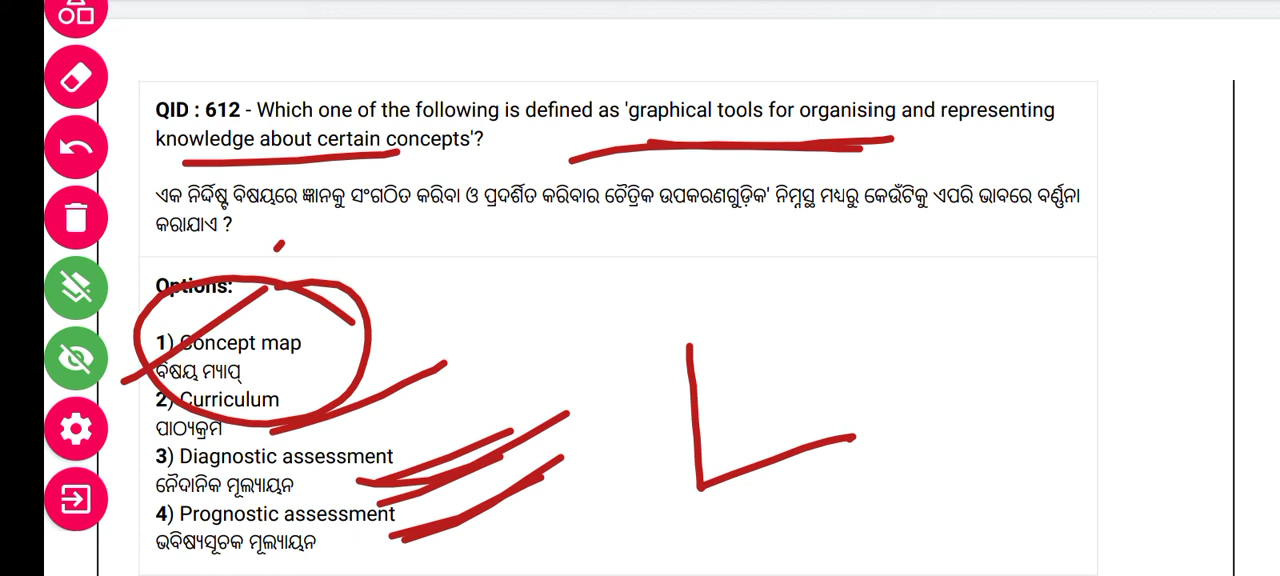 QID : 612 - Which one of the following is defined as 'graphical tools for organising and representing
knowledge about certain concepts'?
ଏକ ନିର୍ଦ୍ଦିଷ୍ଟ ବିଷୟରେ ଜ୍ଞାନକୁ ସଂଗଠିତ କରିବା ଓ ପ୍ରଦର୍ଶିତ କରିବାର ଚୈତ୍ରିକ ଉପକରଣଗୁଡ଼ିକ' ନିମ୍ନସ୍ଥ ମଧ୍ୟରୁ କେଉଁଟିକୁ ଏପରି ଭାବରେ ବର୍ଣ୍ଣନା
କରାଯାଏ ?
Options:
1) Concept map
ବିଷୟ ମ୍ୟାପ୍
2) Curriculum
ପାଠ୍ୟକ୍ରମ
3) Diagnostic assessment
ନୈଦାନିକ ମୂଲ୍ୟାୟନ
4) Prognostic assessment
ଭବିଷ୍ୟସୂଚକ ମୂଲ୍ୟାୟନ